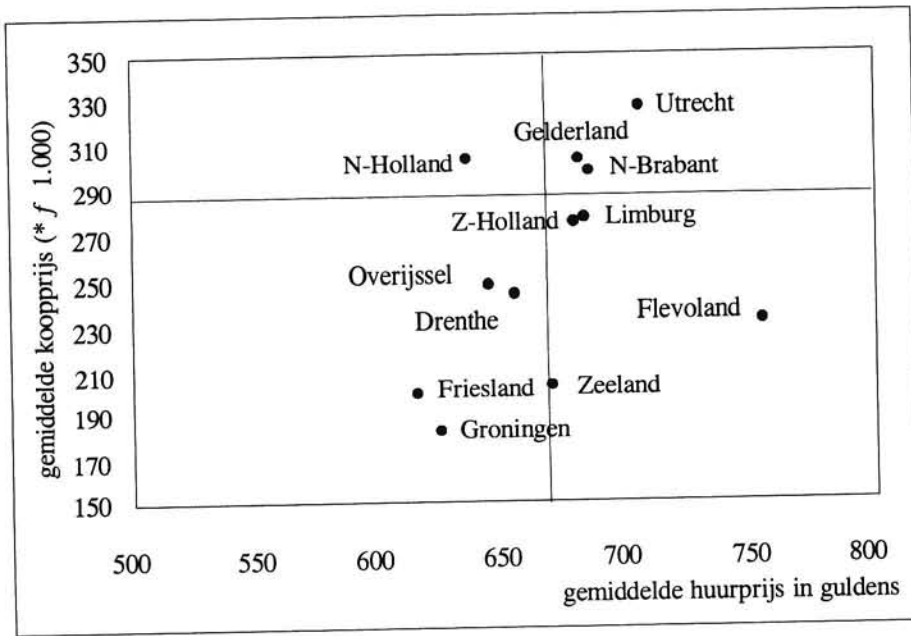 gemiddelde koopprijs (* f 1.000)
350
330
310
290
270
250
230
210
190
170
150
Utrecht
Gelderland
N-Holland
N-Brabant
Z-Holland
Limburg
Overijssel
Drenthe
Flevoland
Friesland
Zeeland
Groningen
500 550 600 650 700 750 800
gemiddelde huurprijs in guldens